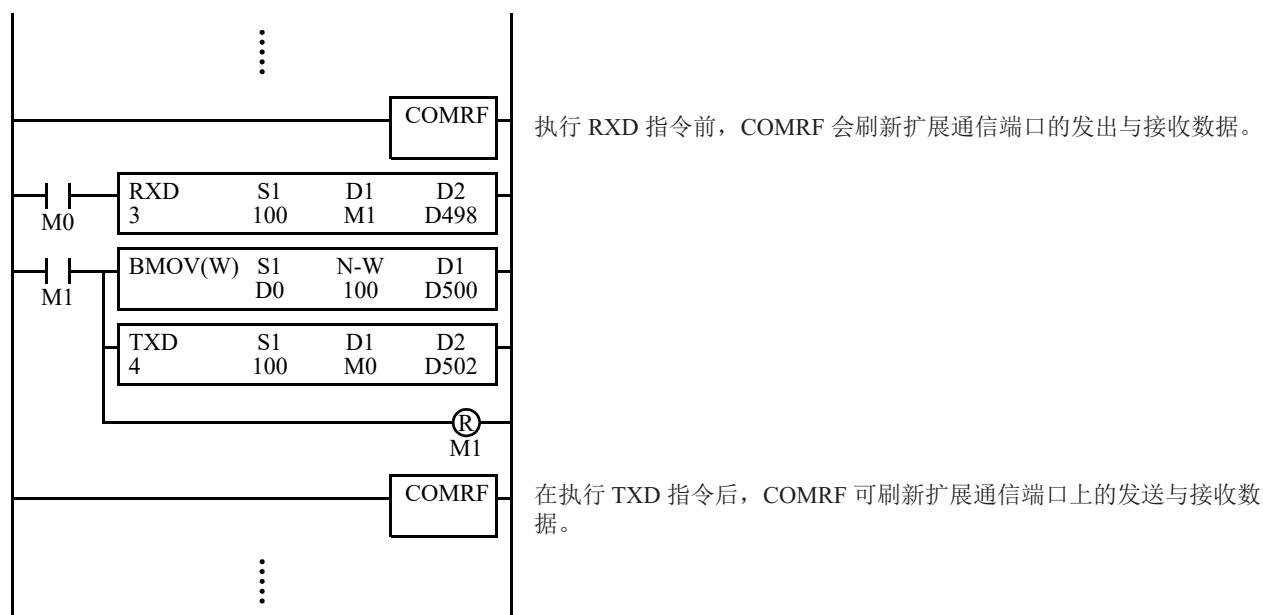 COMRF
执行 RXD 指令前，COMRF 会刷新扩展通信端口的发出与接收数据。
RXD S1 D1 D2
3 100 M1 D498
M0
BMOV(W) S1 N-W D1
D0 100 D500
M1
TXD S1 D1 D2
4 100 M0 D502
R
M1
COMRF
在执行 TXD 指令后，COMRF 可刷新扩展通信端口上的发送与接收数
据。